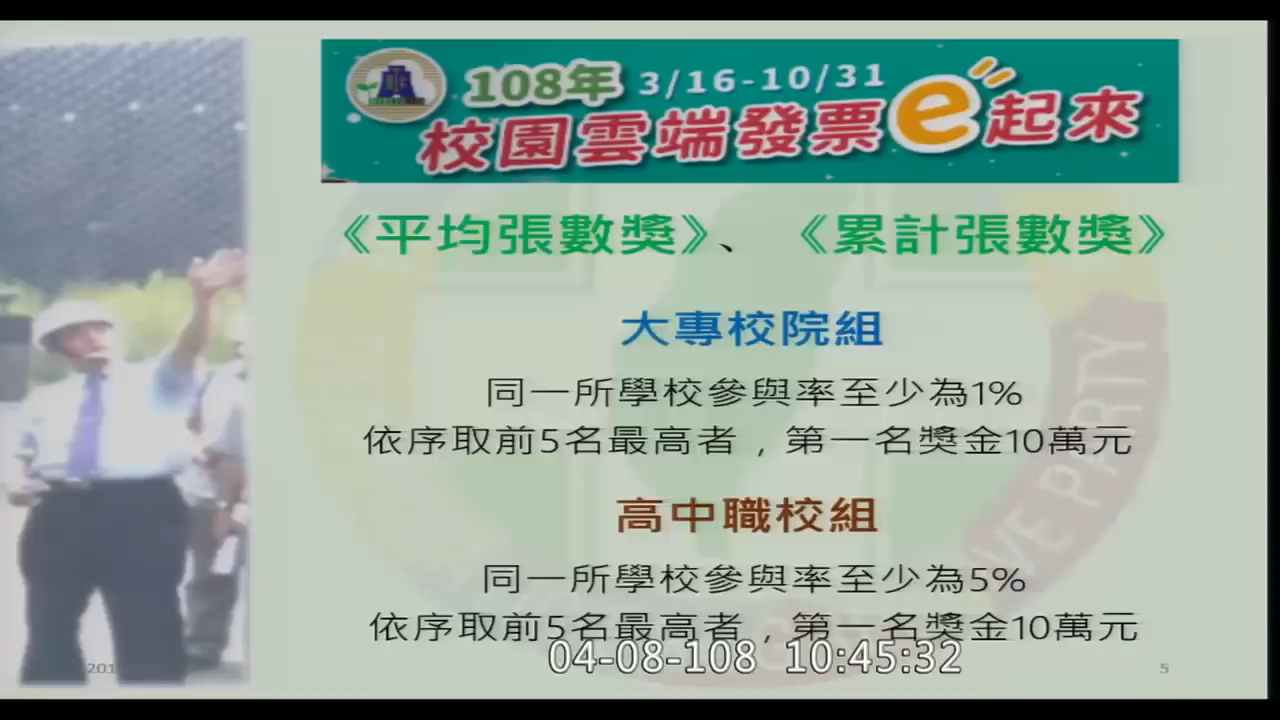 108年 3/16-10/31
校園雲端發票e起來
《平均張數獎》、《累計張數獎》
大專校院組
同一所學校參與率至少為1%
依序取前5名最高者，第一名獎金10萬元
高中職校組
同一所學校參與率至少為5%
依序取前5名最高者，第一名獎金10萬元
04-08-108 10:45:32
5
VE PARTY